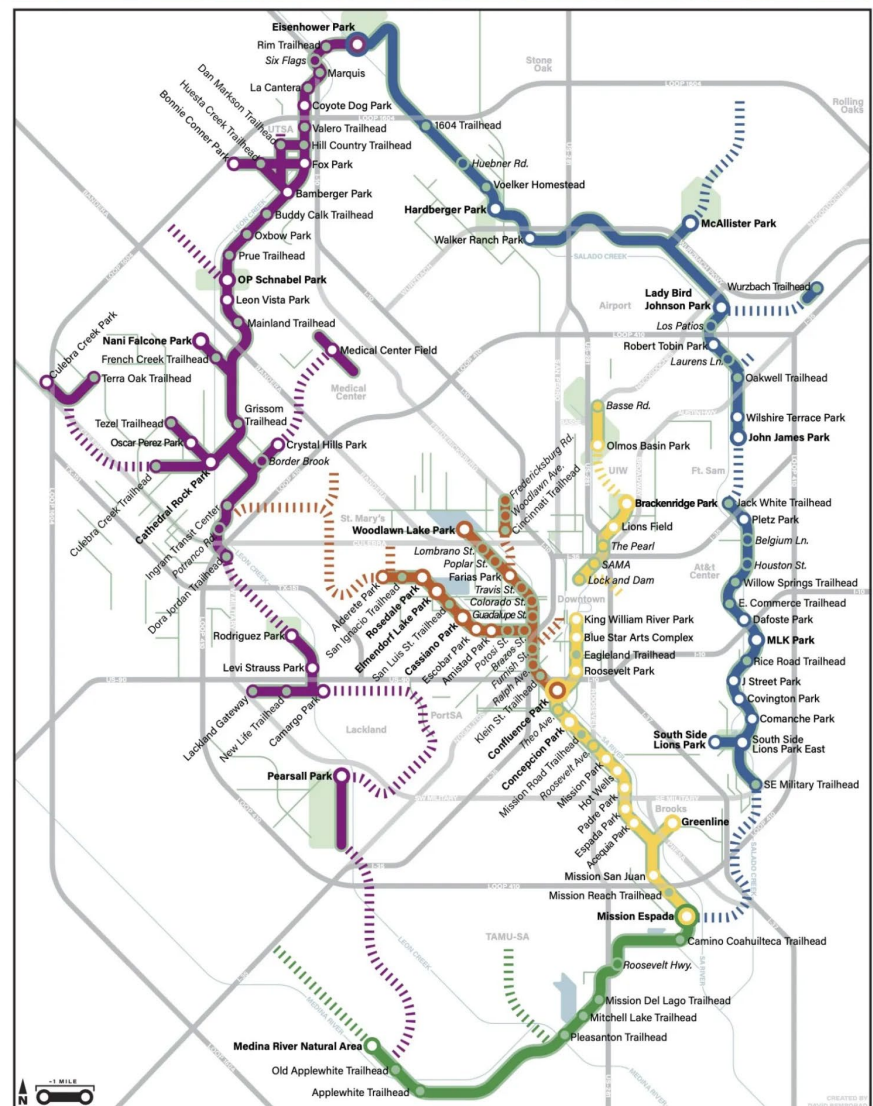 Eisenhower Park
Rim Trailhead
Six Flags
Marquis
La Cantera
Coyote Dog Park
Valero Trailhead
Dan Markson Trailhead
Huesta Creek Trailhead
Bonnie Conner Park
UTSA
Hill Country Trailhead
Fox Park
Bamberger Park
Buddy Calk Trailhead
Oxbow Park
Prue Trailhead
OP Schnabel Park
Leon Vista Park
Mainland Trailhead
Nani Falcone Park
French Creek Trailhead
Culebra Creek Park
Terra Oak Trailhead
Medical Center Field
Medical
Center
Tezel Trailhead
Oscar Perez Park
Grissom
Trailhead
Crystal Hills Park
Border Brook
Culebra Creek Trailhead
Cathedral Rock Park
Ingram Transit Center
Potranco Rd.
Dora Jordan Trailhead
Rodriguez Park
Levi Strauss Park
Lackland Gateway
New Life Trailhead
Camargo Park
Lackland
Pearsall Park
Stone
Oak
LOOP 1604
Rolling
Oaks
1604 Trailhead
Huebner Rd.
Voelker Homestead
Hardberger Park
Walker Ranch Park
SALADO CREEK
McAllister Park
Wurzbach Trailhead
Airport
Lady Bird
Johnson Park
Los Patios
Robert Tobin Park
Laurens Ln.
Oakwell Trailhead
Wilshire Terrace Park
John James Park
Ft. Sam
Jack White Trailhead
Pletz Park
Belgium Ln.
Houston St.
Willow Springs Trailhead
E. Commerce Trailhead
Dafoste Park
MLK Park
Rice Road Trailhead
J Street Park
Covington Park
Comanche Park
South Side
Lions Park
South Side
Lions Park East
SE Military Trailhead
At&t
Center
Basse Rd.
Olmos Basin Park
UIW
Brackenridge Park
Lions Field
The Pearl
SAMA
Lock and Dam
Downtown
King William River Park
Blue Star Arts Complex
Eagleland Trailhead
Roosevelt Park
St. Mary's
Fredericksburg Rd.
Woodlawn Ave.
Cincinnati Trailhead
Woodlawn Lake Park
Lombrano St.
Poplar St.
Farias Park
Travis St.
Colorado St.
Guadalupe St.
Alderete Park
San Ignacio Trailhead
Rosedale Park
Elmendorf Lake Park
San Luis St. Trailhead
Cassiano Park
Escobar Park
Amistad Park
Potosi St.
Brazos St.
Furnish St.
Ralph Ave.
Klein St. Trailhead
PortSA
Confluence Park
Theo Ave.
Concepcion Park
Mission Road Trailhead
Roosevelt Ave.
Mission Park
Hot Wells
Padre Park
Espada Park
Acequia Park
Brooks
Greenline
Mission San Juan
Mission Reach Trailhead
Mission Espada
Camino Coahuilteca Trailhead
Roosevelt Hwy.
TAMU-SA
Mission Del Lago Trailhead
Mitchell Lake Trailhead
Pleasanton Trailhead
Medina River Natural Area
Old Applewhite Trailhead
Applewhite Trailhead
LEON CREEK
MEDINA RIVER
SALADO CREEK
SA RIVER
LOOP 410
~1 MILE
N
CREATED BY